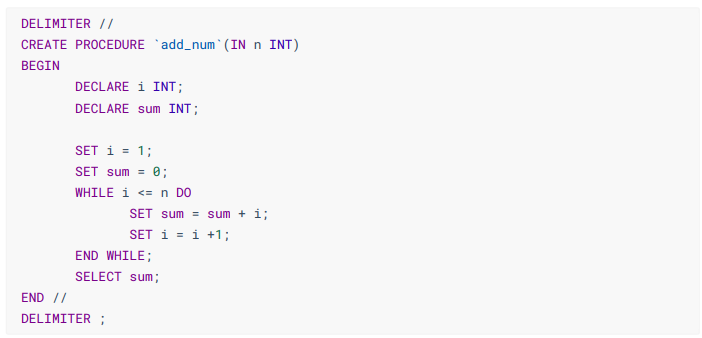 DELIMITER //
CREATE PROCEDURE `add_num`(IN n INT)
BEGIN
       DECLARE i INT;
       DECLARE sum INT;

       SET i = 1;
       SET sum = 0;
       WHILE i <= n DO
              SET sum = sum + i;
              SET i = i +1;
       END WHILE;
       SELECT sum;
END //
DELIMITER ;